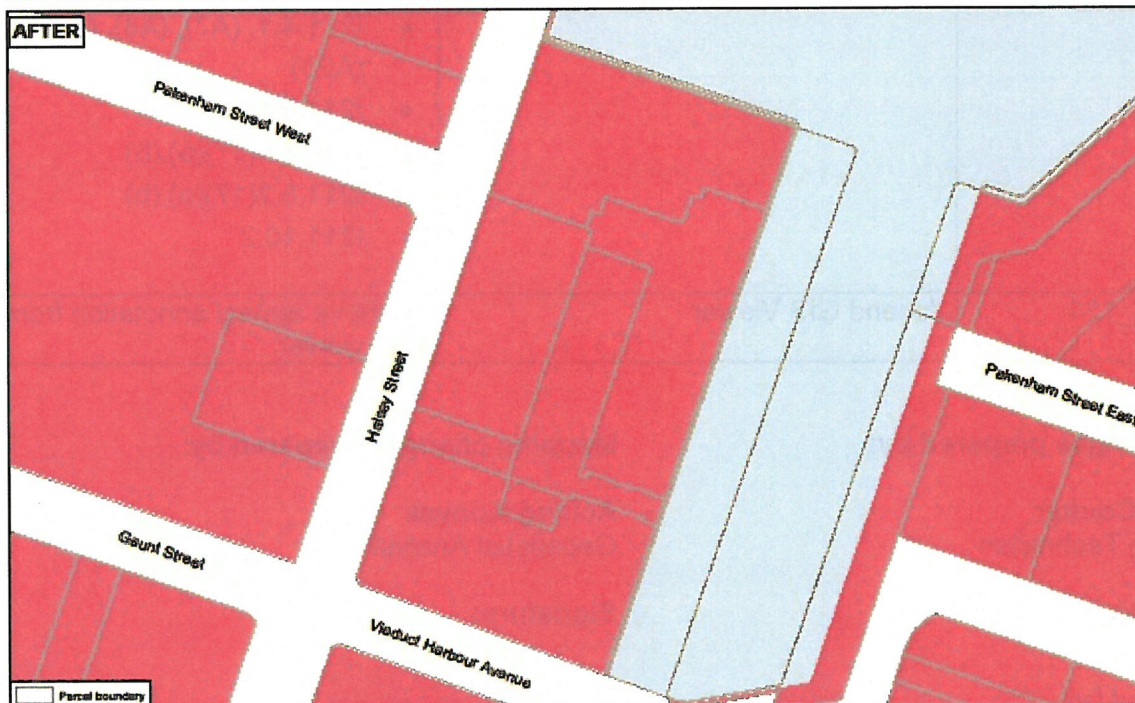 AFTER
Pakenham Street West
Halsey Street
Pakenham Street East
Gaunt Street
Viaduct Harbour Avenue
Parcel boundary